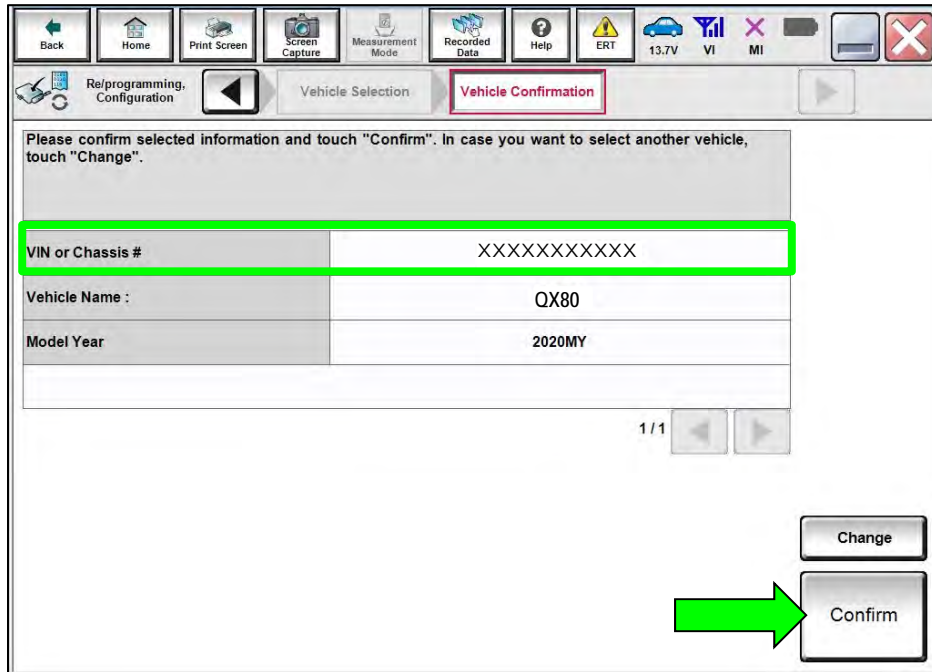 Back
Home
Print Screen
Screen
Capture
Measurement
Mode
Recorded
Data
Help
ERT
13.7V
VI
MI
Re/programming,
Configuration
Vehicle Selection
Vehicle Confirmation
Please confirm selected information and touch "Confirm". In case you want to select another vehicle,
touch "Change".
VIN or Chassis #
XXXXXXXXXXX
Vehicle Name :
QX80
Model Year
2020MY
1/1
Change
Confirm